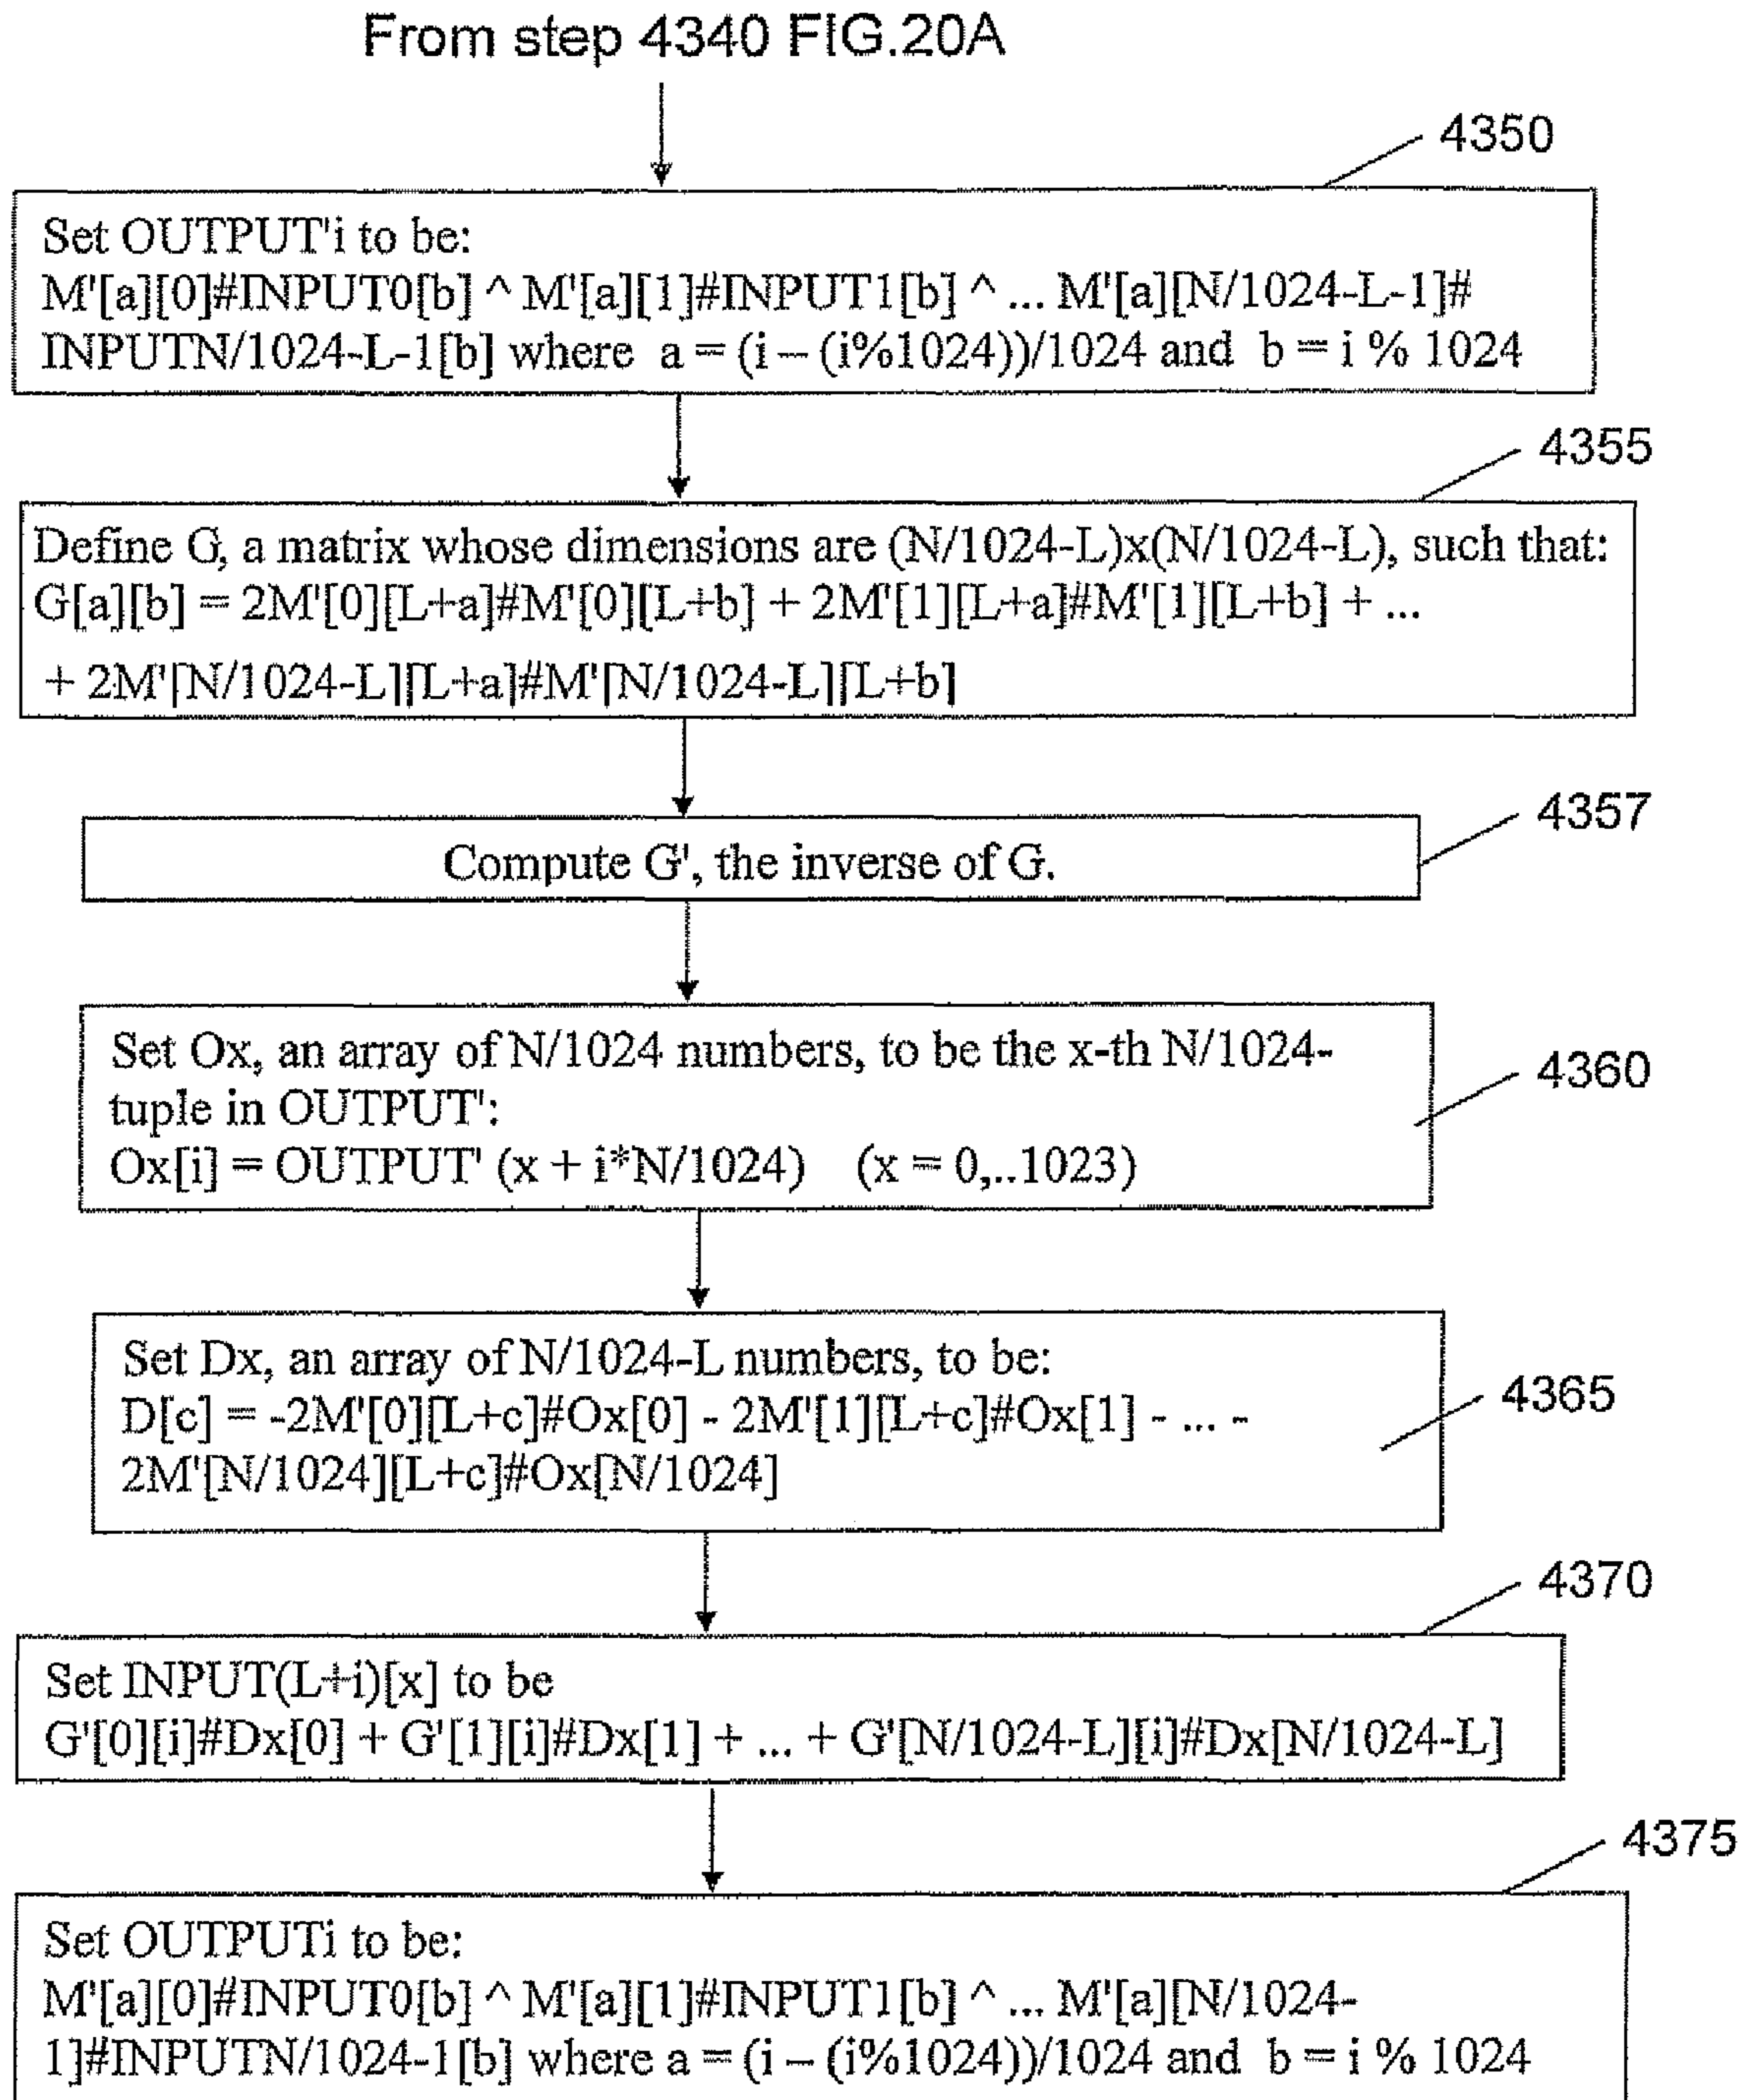 From step 4340 FIG.20A
4350
Set OUTPUT'i to be:
M'[a][0]#INPUT0[b] ^ M'[a][1]#INPUT1[b] ^ ... M'[a][N/1024-L-1]#
INPUTN/1024-L-1[b] where a = (i – (i%1024))/1024 and b = i % 1024
4355
Define G, a matrix whose dimensions are (N/1024-L)x(N/1024-L), such that:
G[a][b] = 2M'[0][L+a]#M'[0][L+b] + 2M'[1][L+a]#M'[1][L+b] + ...
+ 2M'[N/1024-L][L+a]#M'[N/1024-L][L+b]
4357
Compute G', the inverse of G.
4360
Set Ox, an array of N/1024 numbers, to be the x-th N/1024-
tuple in OUTPUT':
Ox[i] = OUTPUT' (x + i*N/1024) (x = 0,..1023)
4365
Set Dx, an array of N/1024-L numbers, to be:
D[c] = -2M'[0][L+c]#Ox[0] - 2M'[1][L+c]#Ox[1] - ... -
2M'[N/1024][L+c]#Ox[N/1024]
4370
Set INPUT(L+i)[x] to be
G'[0][i]#Dx[0] + G'[1][i]#Dx[1] + ... + G'[N/1024-L][i]#Dx[N/1024-L]
4375
Set OUTPUTi to be:
M'[a][0]#INPUT0[b] ^ M'[a][1]#INPUT1[b] ^ ... M'[a][N/1024-
1]#INPUTN/1024-1[b] where a = (i – (i%1024))/1024 and b = i % 1024